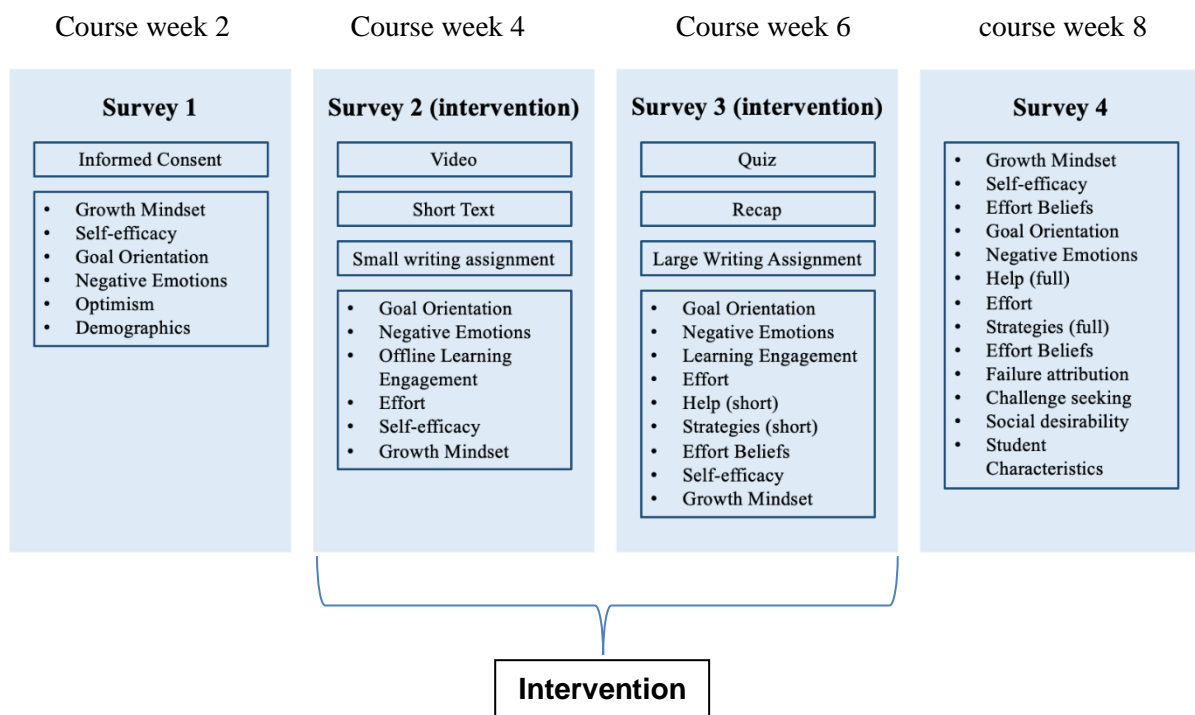 Course week 2
Course week 4
Course week 6
course week 8
Survey 1
Informed Consent
• Growth Mindset
• Self-efficacy
• Goal Orientation
• Negative Emotions
• Optimism
• Demographics
Survey 2 (intervention)
Video
Short Text
Small writing assignment
• Goal Orientation
• Negative Emotions
• Offline Learning
Engagement
• Effort
• Self-efficacy
• Growth Mindset
Survey 3 (intervention)
Quiz
Recap
Large Writing Assignment
• Goal Orientation
• Negative Emotions
• Learning Engagement
• Effort
• Help (short)
• Strategies (short)
• Effort Beliefs
• Self-efficacy
• Growth Mindset
Survey 4
• Growth Mindset
• Self-efficacy
• Effort Beliefs
• Goal Orientation
• Negative Emotions
• Help (full)
• Effort
• Strategies (full)
• Effort Beliefs
• Failure attribution
• Challenge seeking
• Social desirability
• Student
Characteristics
Intervention